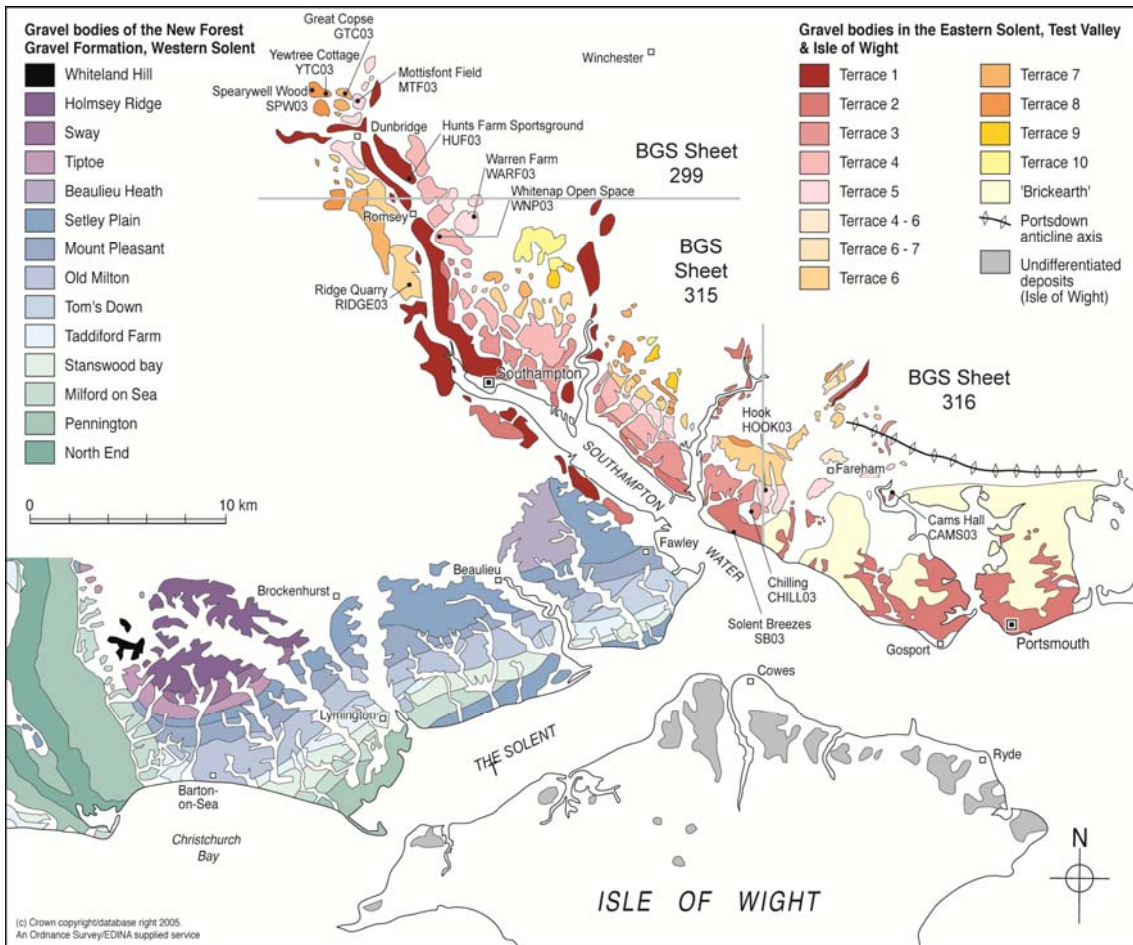 Gravel bodies of the New Forest
Gravel Formation, Western Solent
Whiteland Hill
Holmsey Ridge
Sway
Tiptoe
Beaulieu Heath
Setley Plain
Mount Pleasant
Old Milton
Tom's Down
Taddiford Farm
Stanswood bay
Milford on Sea
Pennington
North End
0
10 km
Great Copse
GTC03
Yewtree Cottage
YTC03
Mottisfont Field
MTF03
Spearywell Wood
SPW03
Dunbridge
Hunts Farm Sportsground
HUF03
Warren Farm
WARF03
Whitenap Open Space
WNP03
Romsey
Ridge Quarry
RIDGE03
Winchester
BGS Sheet
299
BGS
Sheet
315
BGS Sheet
316
Gravel bodies in the Eastern Solent, Test Valley
& Isle of Wight
Terrace 1
Terrace 2
Terrace 3
Terrace 4
Terrace 5
Terrace 4 - 6
Terrace 6 - 7
Terrace 6
Terrace 7
Terrace 8
Terrace 9
Terrace 10
'Brickearth'
Portsdown
anticline axis
Undifferentiated
deposits
(Isle of Wight)
Southampton
SOUTHAMPTON
WATER
Hook
HOOK03
Fareham
Cams Hall
CAMS03
Chilling
CHILL03
Solent Breezes
SB03
Gosport
Portsmouth
Fawley
Beaulieu
Brockenhurst
Lymington
Barton-
on-Sea
Christchurch
Bay
THE SOLENT
Cowes
Ryde
ISLE OF WIGHT
N
(c) Crown copyright/database right 2005.
An Ordnance Survey/EDINA supplied service